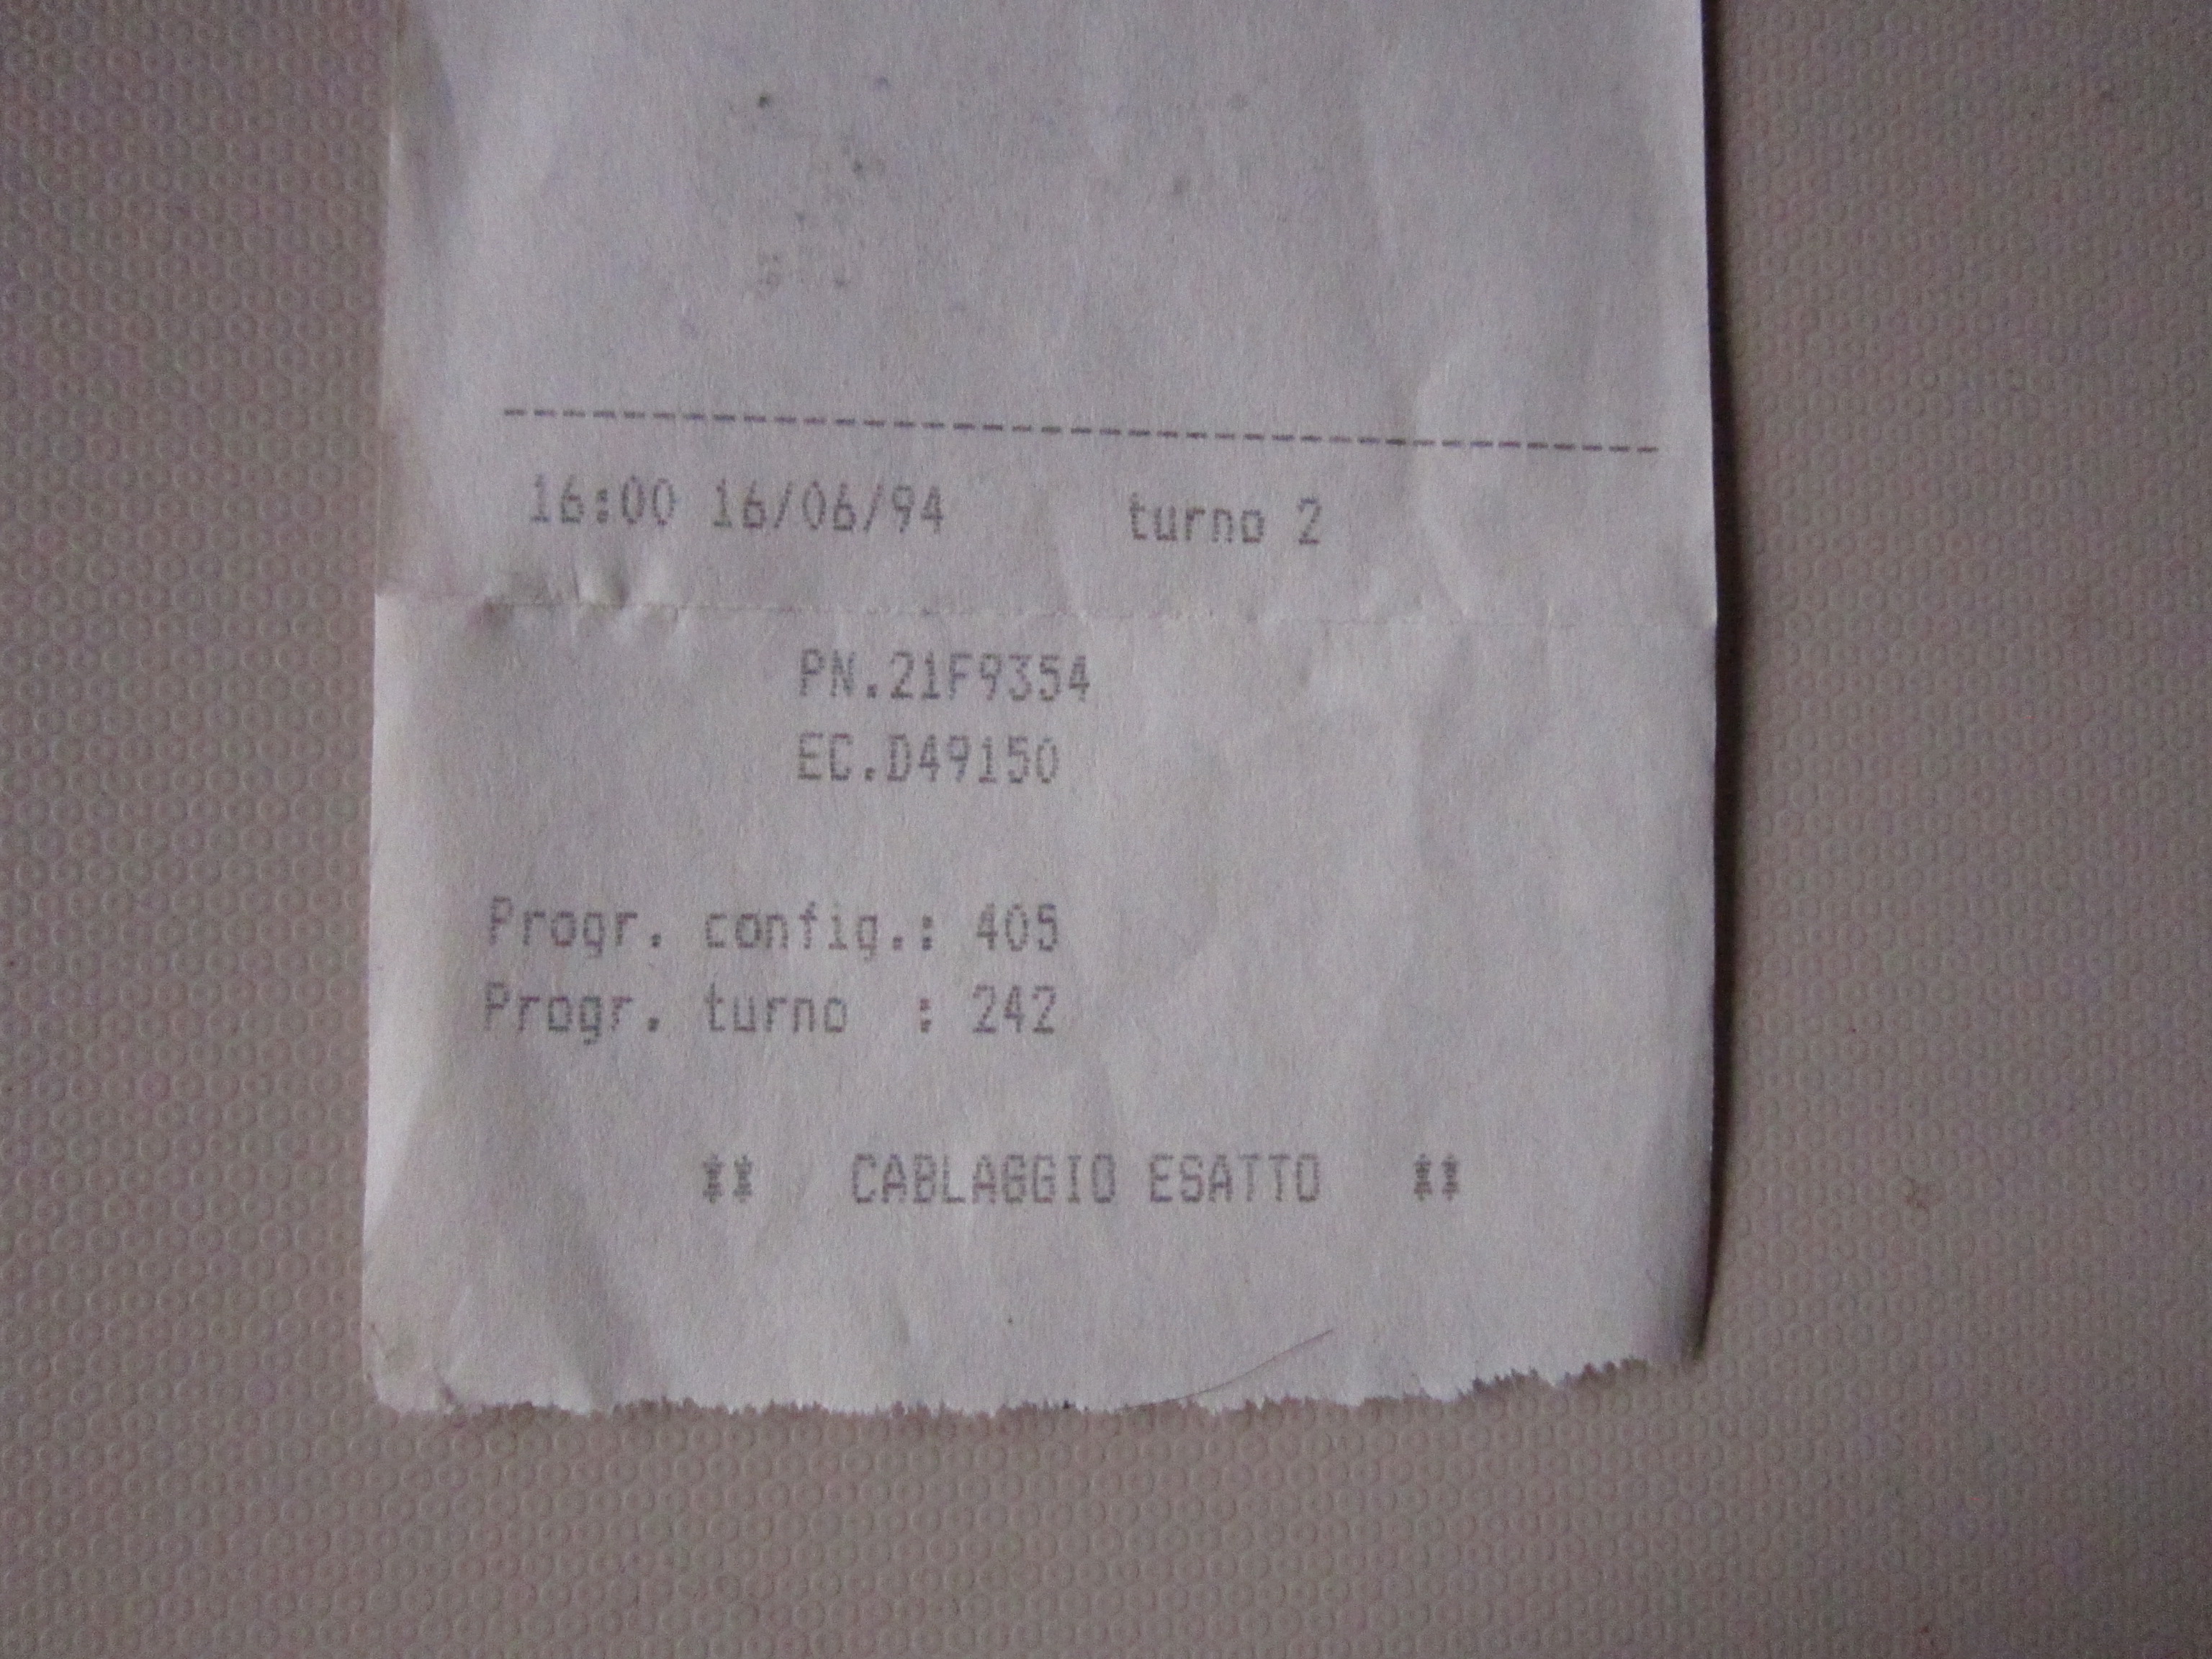 ----------------------------------------
16:00 16/06/94 turno 2
PN.21F9354
EC.D49150
Progr. config.: 405
Progr. turno : 242
** CABLAGGIO ESATTO **